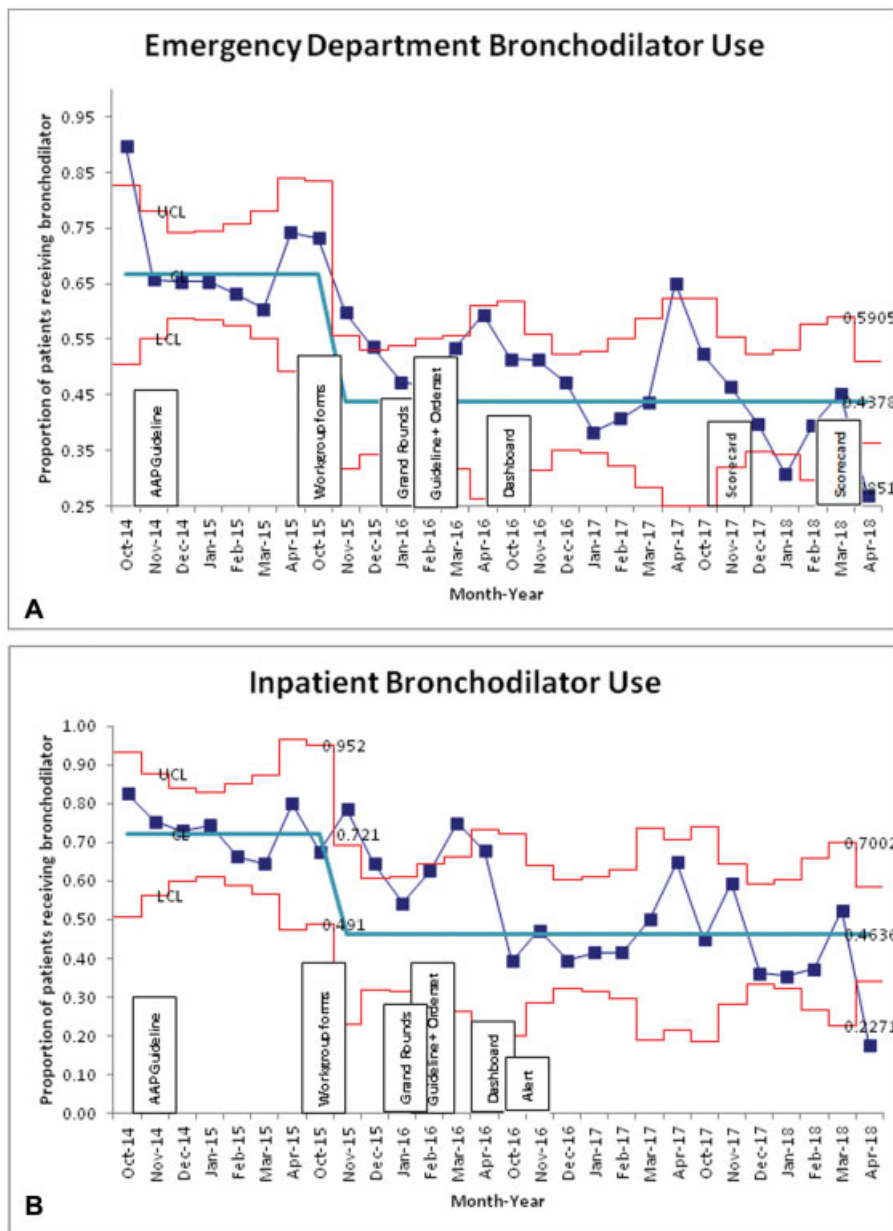 Emergency Department Bronchodilator Use
Proportion of patients receiving bronchodilator
0.95
0.85
0.75
0.65
0.55
0.45
0.35
0.25
UCL
CL
LCL
AAP Guideline
Workgroup forms
Grand Rounds
Guideline + Orderset
Dashboard
Scorecard
Scorecard
0.5905
0.4378
Oct-14
Nov-14
Dec-14
Jan-15
Feb-15
Mar-15
Apr-15
Oct-15
Nov-15
Dec-15
Jan-16
Feb-16
Mar-16
Apr-16
Oct-16
Nov-16
Dec-16
Jan-17
Feb-17
Mar-17
Apr-17
Oct-17
Nov-17
Dec-17
Jan-18
Feb-18
Mar-18
Apr-18
Month-Year
A
Inpatient Bronchodilator Use
Proportion of patients receiving bronchodilator
1.00
0.90
0.80
0.70
0.60
0.50
0.40
0.30
0.20
0.10
0.00
UCL
CL
LCL
0.952
0.721
0.491
AAP Guideline
Workgroup forms
Grand Rounds
Guideline + Orderset
Dashboard
Alert
0.7002
0.4636
0.2271
Oct-14
Nov-14
Dec-14
Jan-15
Feb-15
Mar-15
Apr-15
Oct-15
Nov-15
Dec-15
Jan-16
Feb-16
Mar-16
Apr-16
Oct-16
Nov-16
Dec-16
Jan-17
Feb-17
Mar-17
Apr-17
Oct-17
Nov-17
Dec-17
Jan-18
Feb-18
Mar-18
Apr-18
Month-Year
B